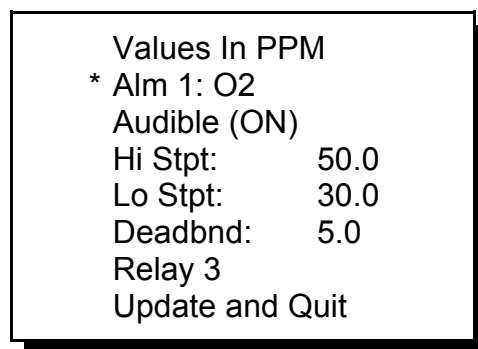 Values In PPM
* Alm 1: O2
Audible (ON)
Hi Stpt: 50.0
Lo Stpt: 30.0
Deadbnd: 5.0
Relay 3
Update and Quit